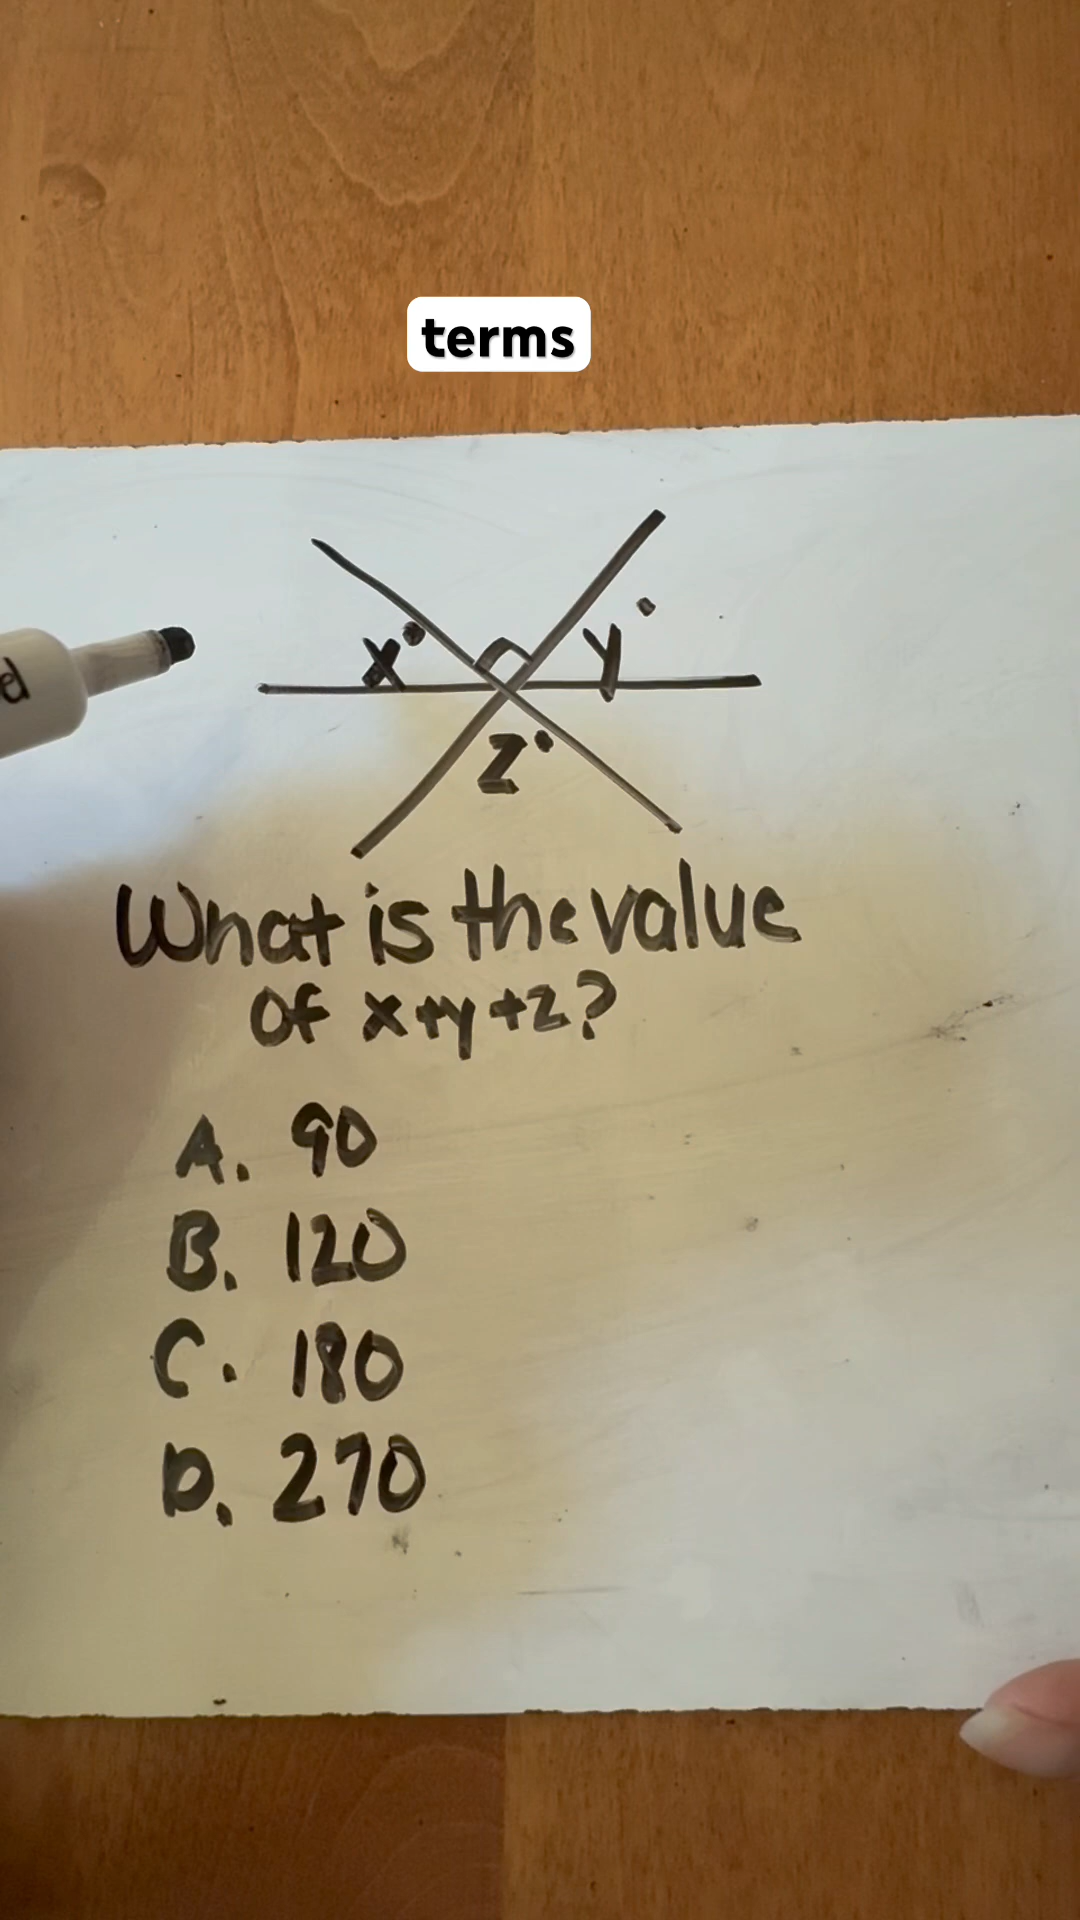 terms
x°
y°
z°
d
What is the value
of x+y+z?
A. 90
B. 120
C. 180
D. 270